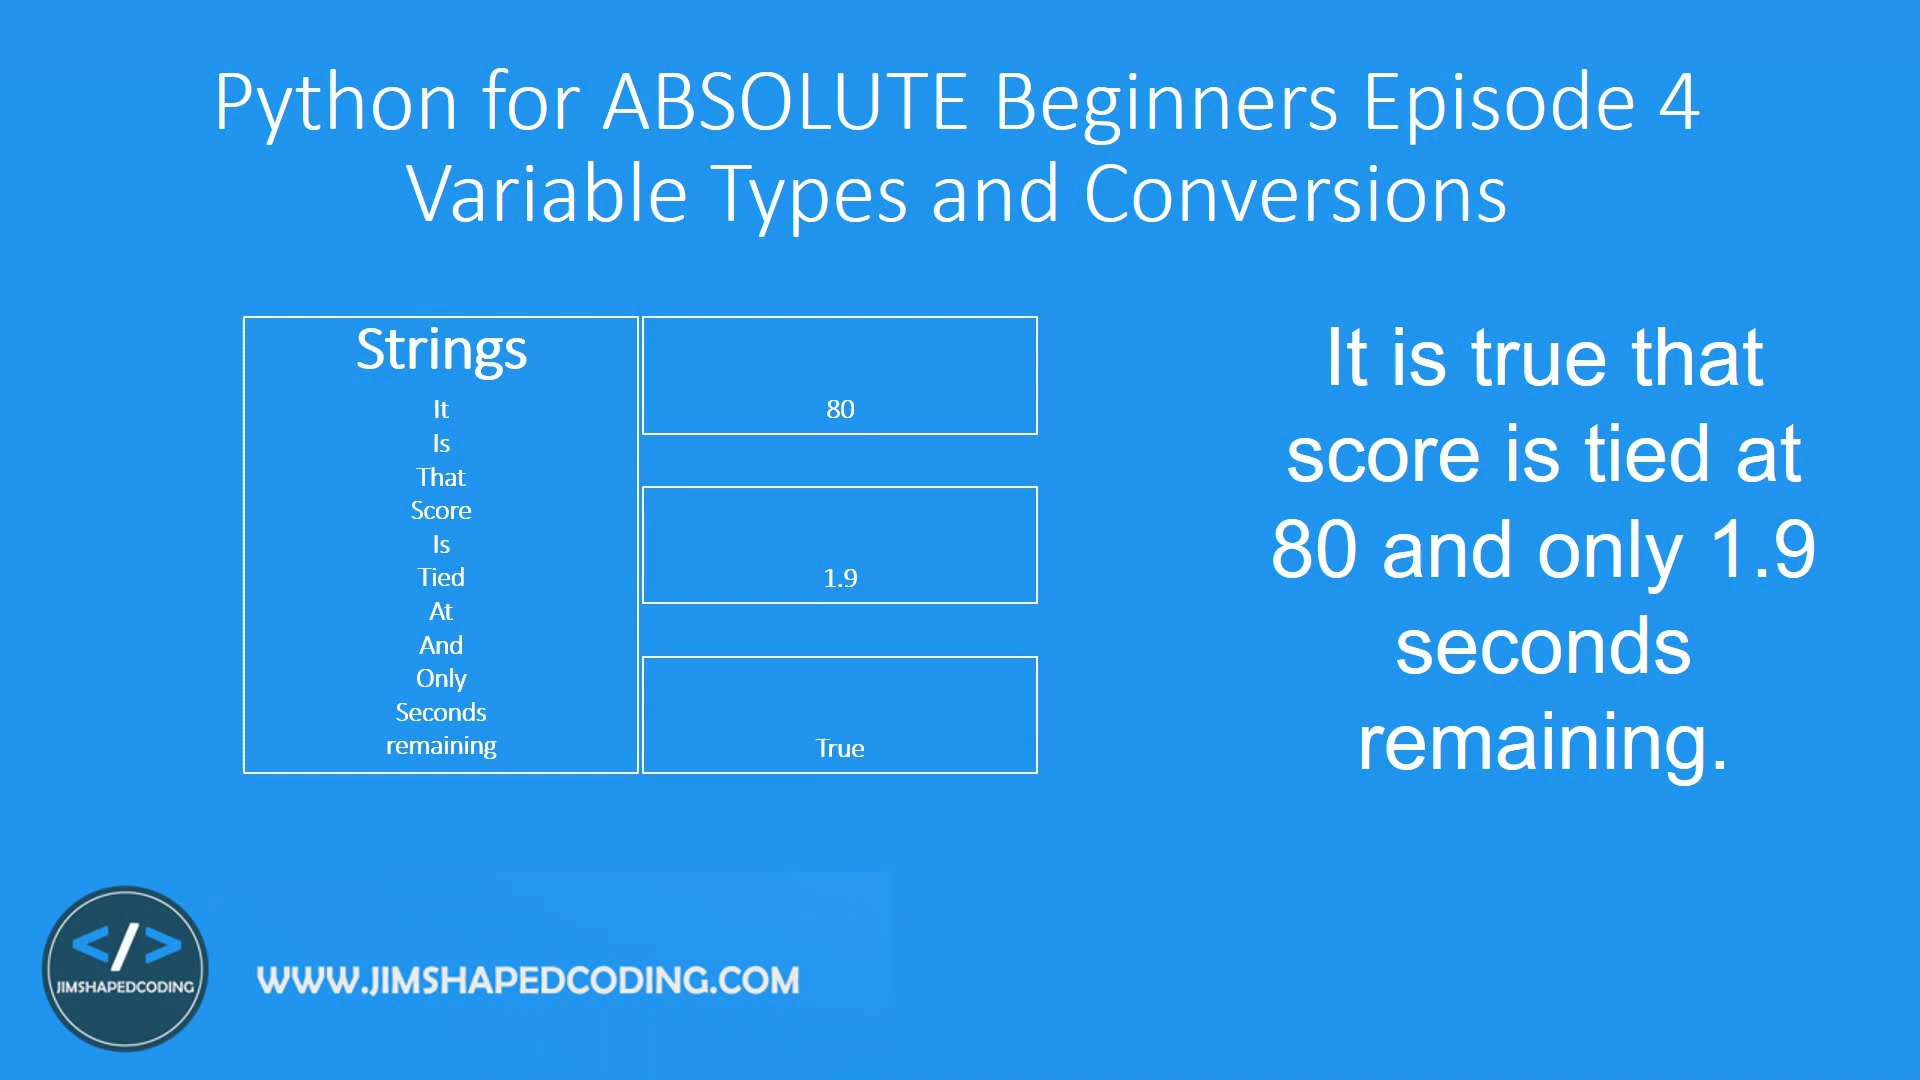 Python for ABSOLUTE Beginners Episode 4
Variable Types and Conversions
Strings
It
Is
That
Score
Is
Tied
At
And
Only
Seconds
remaining
80
1.9
True
It is true that
score is tied at
80 and only 1.9
seconds
remaining.
</>
JIMSHAPEDCODING
WWW.JIMSHAPEDCODING.COM